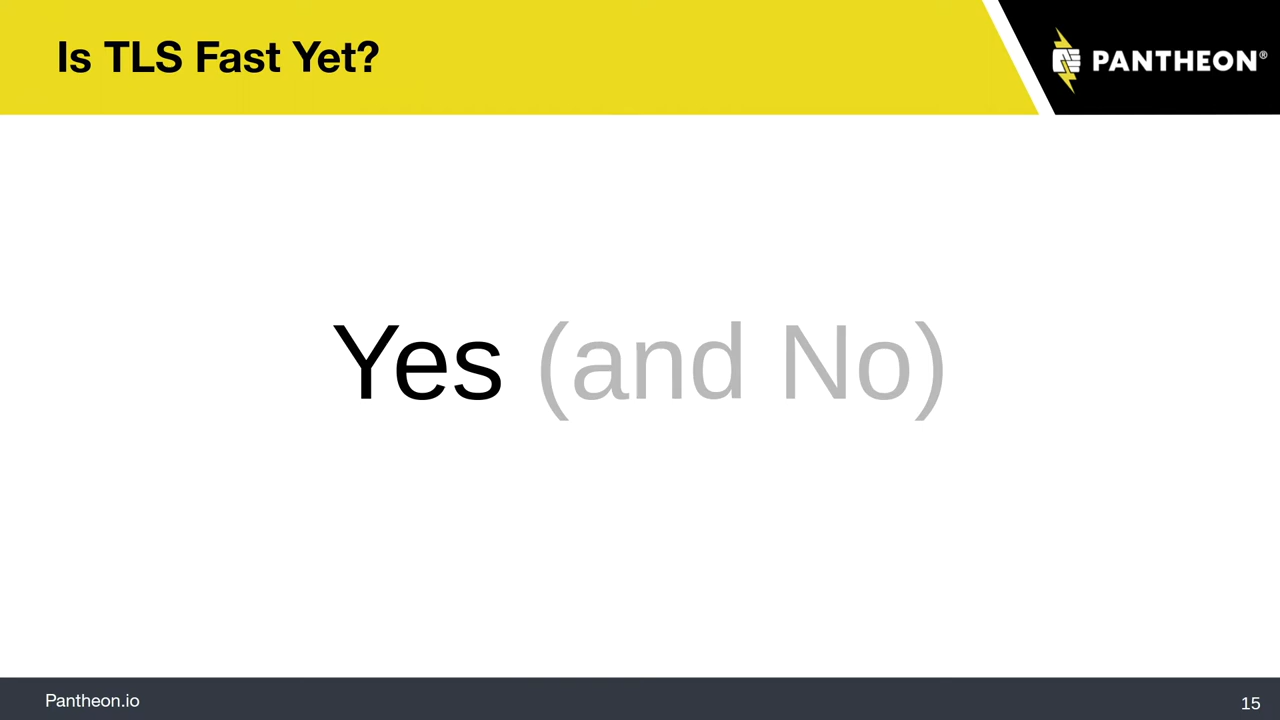 Is TLS Fast Yet?
PANTHEON®
Yes (and No)
Pantheon.io
15